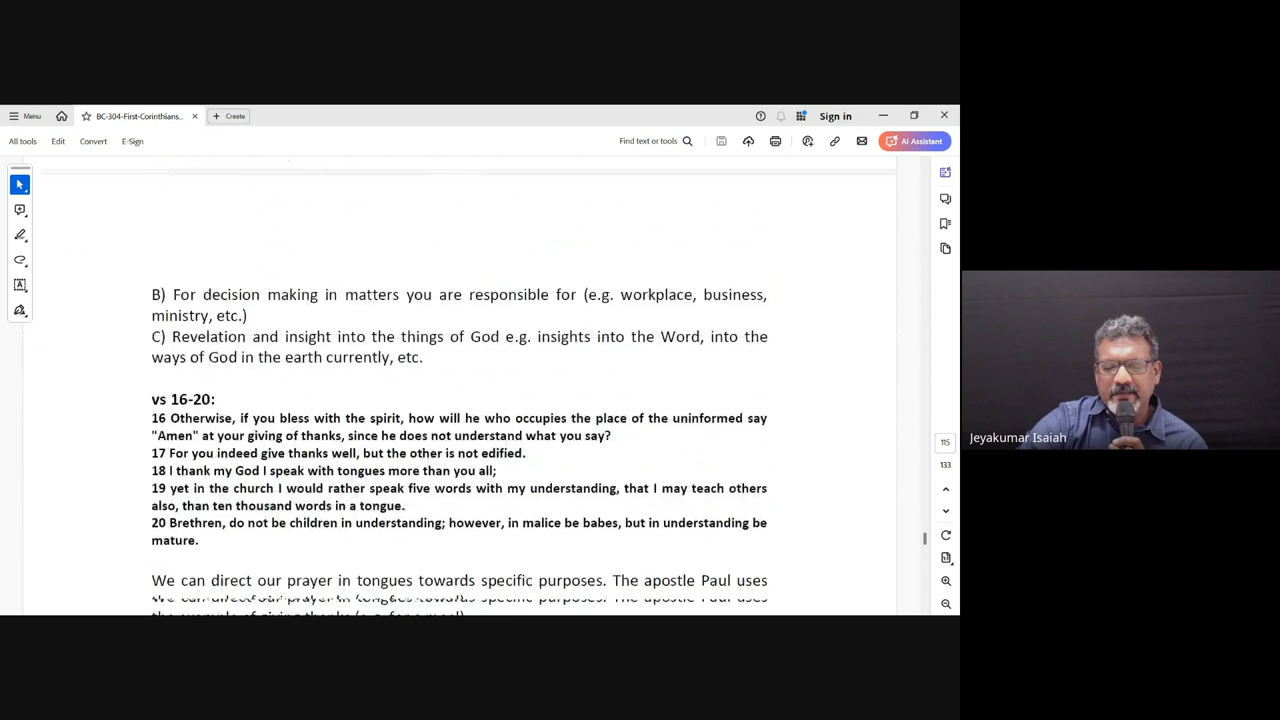 Menu
BC-304-First-Corinthians...
Create
Sign in
All tools
Edit
Convert
E-Sign
Find text or tools
AI Assistant
B) For decision making in matters you are responsible for (e.g. workplace, business,
ministry, etc.)
C) Revelation and insight into the things of God e.g. insights into the Word, into the
ways of God in the earth currently, etc.
vs 16-20:
16 Otherwise, if you bless with the spirit, how will he who occupies the place of the uninformed say
"Amen" at your giving of thanks, since he does not understand what you say?
17 For you indeed give thanks well, but the other is not edified.
18 I thank my God I speak with tongues more than you all;
19 yet in the church I would rather speak five words with my understanding, that I may teach others
also, than ten thousand words in a tongue.
20 Brethren, do not be children in understanding; however, in malice be babes, but in understanding be
mature.
We can direct our prayer in tongues towards specific purposes. The apostle Paul uses
115
133
Jeyakumar Isaiah